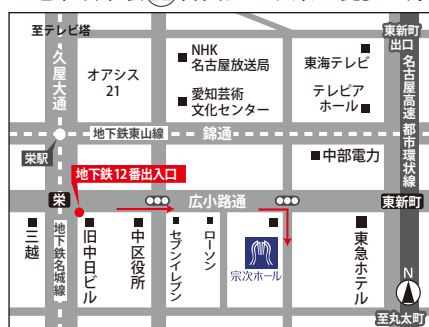 至テレビ塔
久屋大通
オアシス
21
NHK
名古屋放送局
愛知芸術
文化センター
東海テレビ
テレピア
ホール
東新町
出口
名古屋高速 都市環状線
地下鉄東山線
錦通
栄駅
中部電力
地下鉄12番出入口
栄
広小路通
東新町
三越
地下鉄名城線
旧中日ビル
中区役所
セブンイレブン
ローソン
宗次ホール
東急ホテル
N
至丸太町